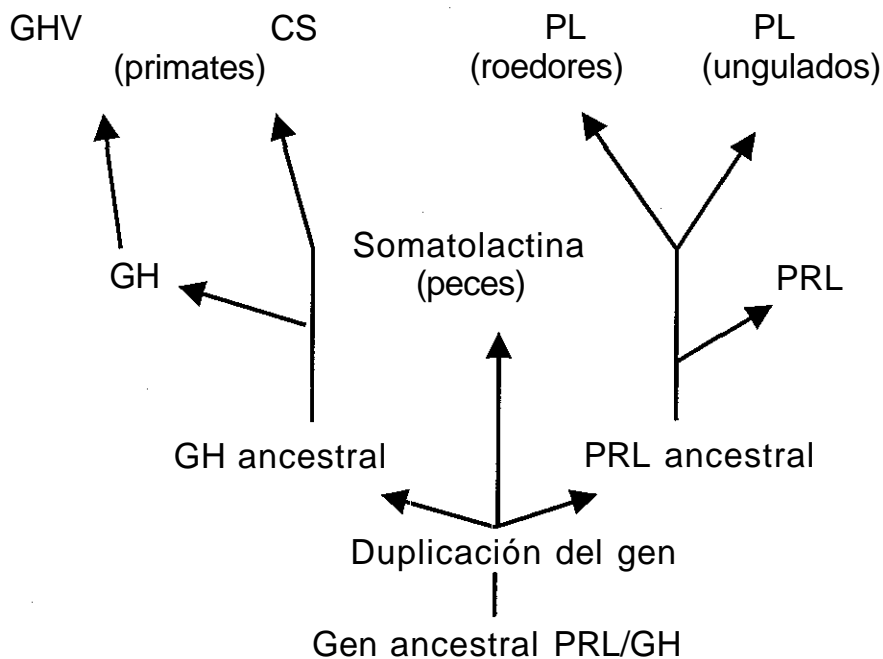 GHV CS PL PL
(primates) (roedores) (ungulados)
Somatolactina
(peces)
GH PRL
GH ancestral PRL ancestral
Duplicación del gen
Gen ancestral PRL/GH